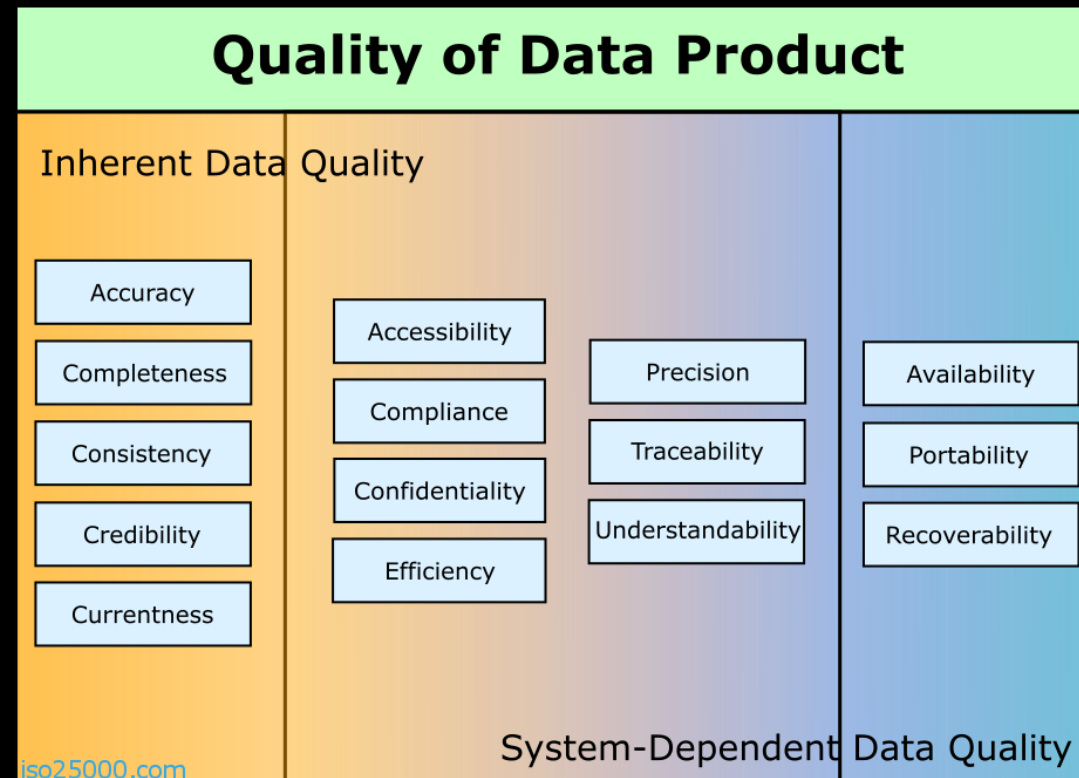 Quality of Data Product
Inherent Data Quality
Accuracy
Completeness
Consistency
Credibility
Currentness
Accessibility
Compliance
Confidentiality
Efficiency
Precision
Traceability
Understandability
Availability
Portability
Recoverability
System-Dependent Data Quality
iso25000.com